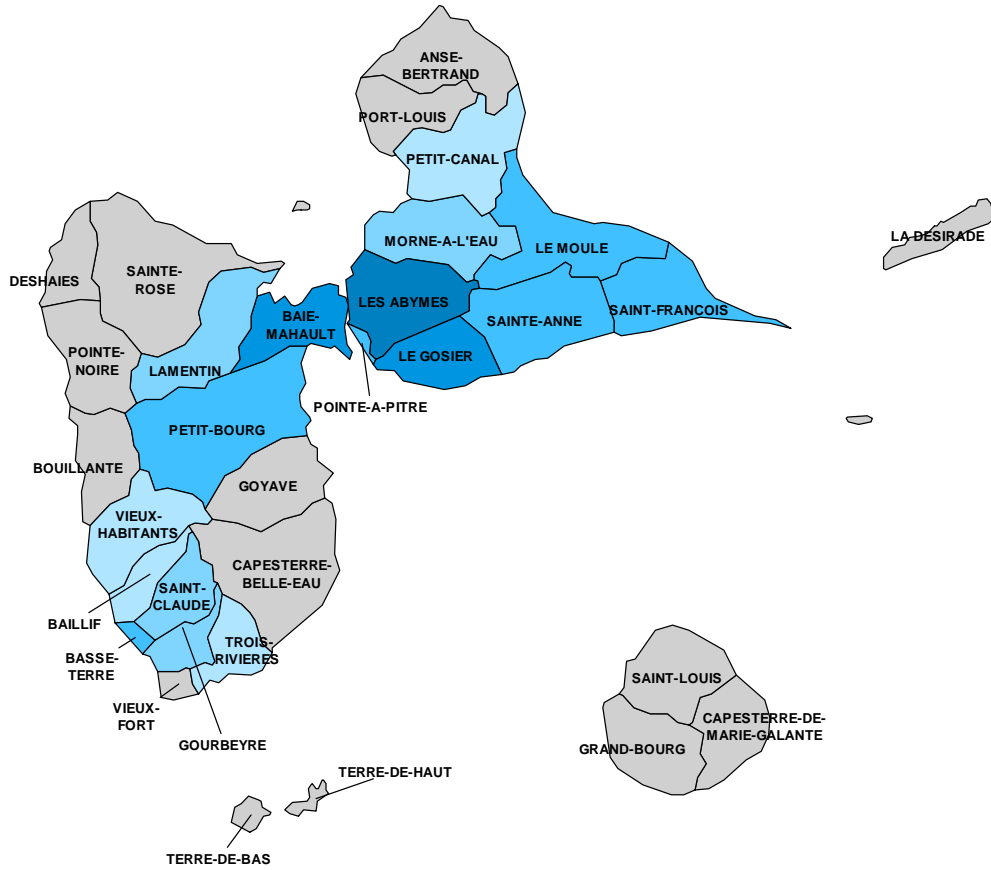 ANSE-
BERTRAND
PORT-LOUIS
PETIT-CANAL
MORNE-A-L'EAU
LE MOULE
LA DESIRADE
DESHAIES
SAINTE-
ROSE
LES ABYMES
SAINT-FRANCOIS
BAIE-
MAHAULT
SAINTE-ANNE
POINTE-
NOIRE
LAMENTIN
LE GOSIER
POINTE-A-PITRE
PETIT-BOURG
BOUILLANTE
GOYAVE
VIEUX-
HABITANTS
CAPESTERRE-
BELLE-EAU
SAINT-
CLAUDE
BAILLIF
BASSE-
TERRE
TROIS-
RIVIERES
VIEUX-
FORT
GOURBEYRE
SAINT-LOUIS
CAPESTERRE-DE-
MARIE-GALANTE
GRAND-BOURG
TERRE-DE-HAUT
TERRE-DE-BAS